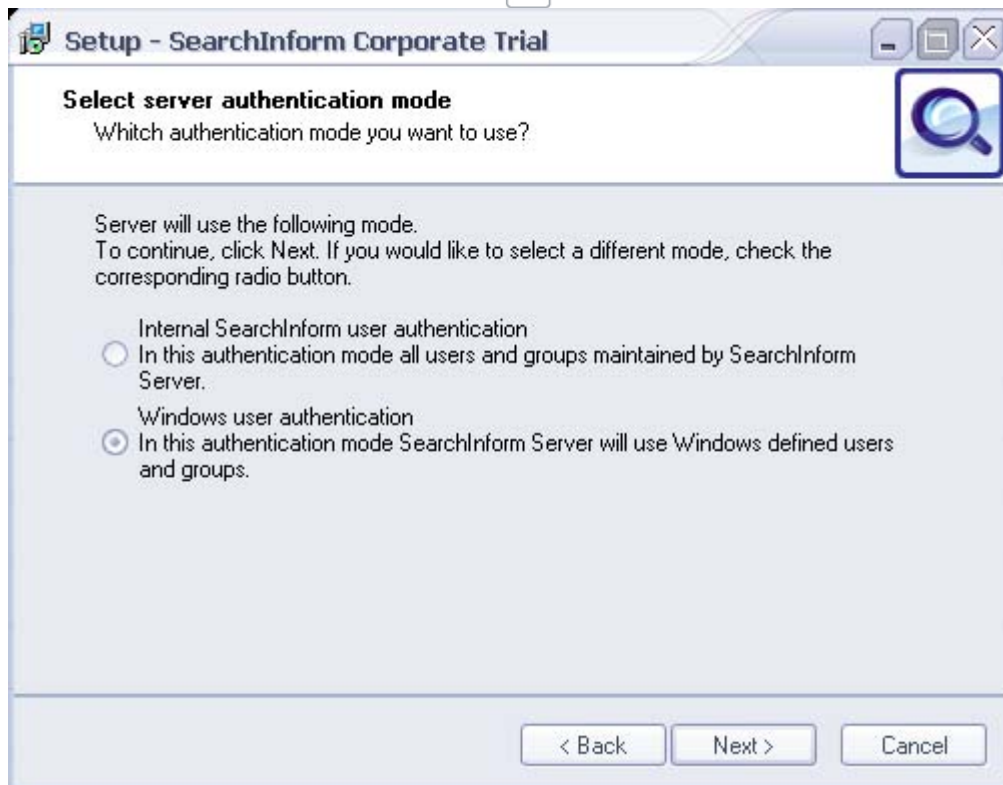 Setup - SearchInform Corporate Trial
Select server authentication mode
Whitch authentication mode you want to use?
Server will use the following mode.
To continue, click Next. If you would like to select a different mode, check the
corresponding radio button.
Internal SearchInform user authentication
In this authentication mode all users and groups maintained by SearchInform
Server.
Windows user authentication
In this authentication mode SearchInform Server will use Windows defined users
and groups.
< Back Next > Cancel